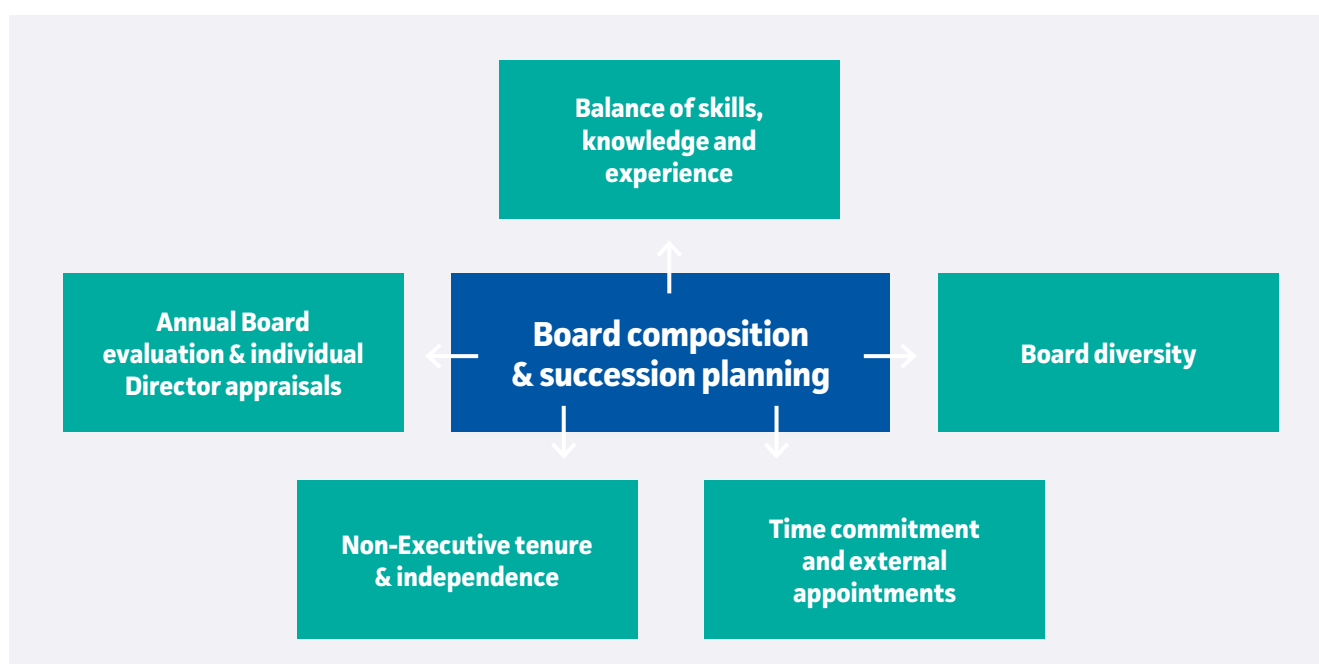 Balance of skills,
knowledge and
experience
Annual Board
evaluation & individual
Director appraisals
Board composition
& succession planning
Board diversity
Non-Executive tenure
& independence
Time commitment
and external
appointments